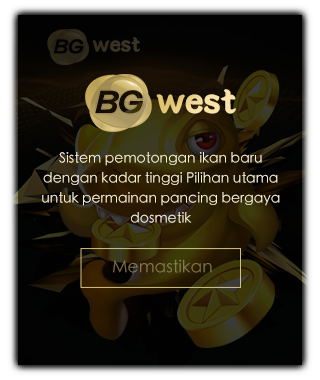 BG west
BG west
Sistem pemotongan ikan baru
dengan kadar tinggi Pilihan utama
untuk permainan pancing bergaya
dosmetik
Memastikan